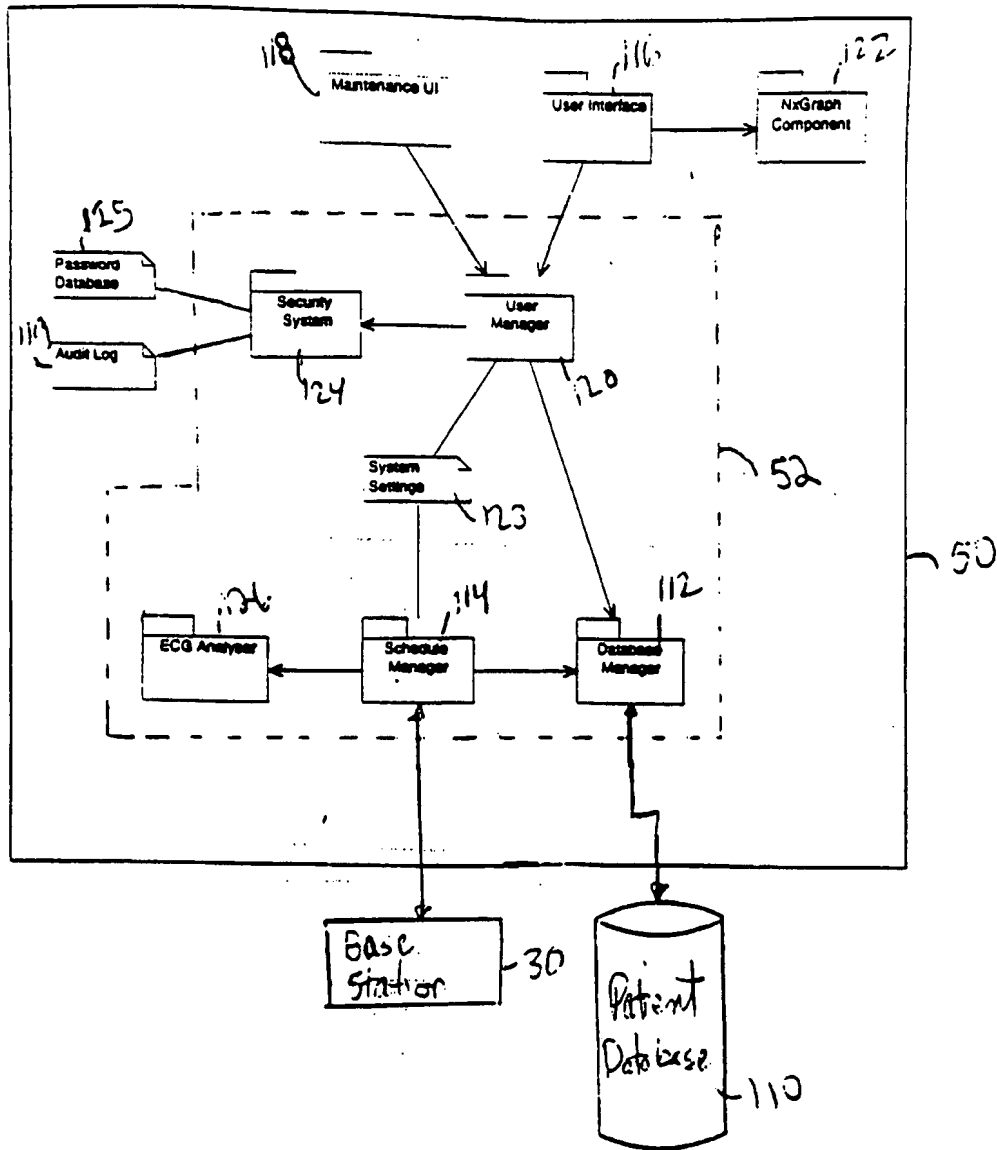 118
Maintenance UI
116
User Interface
122
NxGraph
Component
125
Password
Database
Security
System
124
User
Manager
120
Audit Log
System
Settings
123
52
50
126
ECG Analyser
114
Schedule
Manager
112
Database
Manager
Base
Station
30
Patient
Database
110